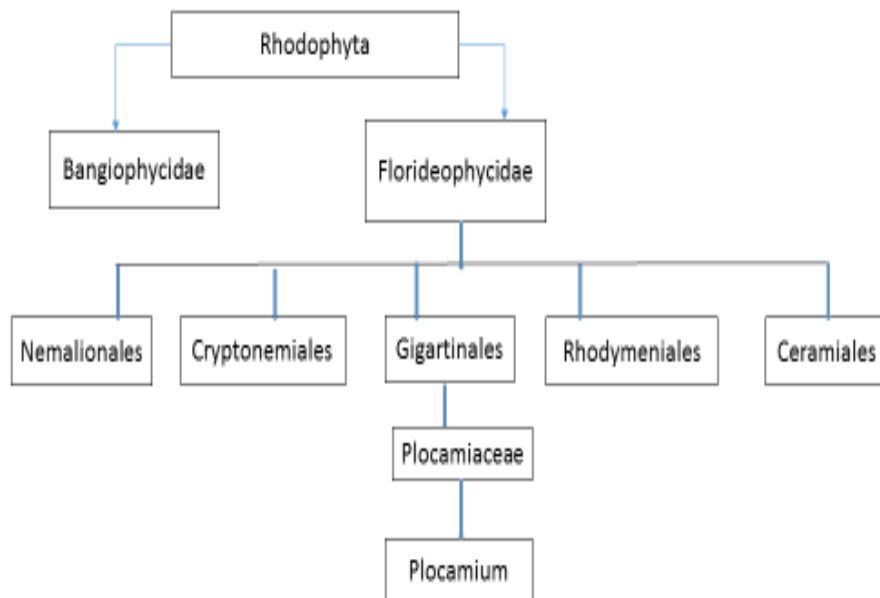 Rhodophyta
Bangiophycidae
Florideophycidae
Nemalionales
Cryptonemiales
Gigartinales
Rhodymeniales
Ceramiales
Plocamiaceae
Plocamium